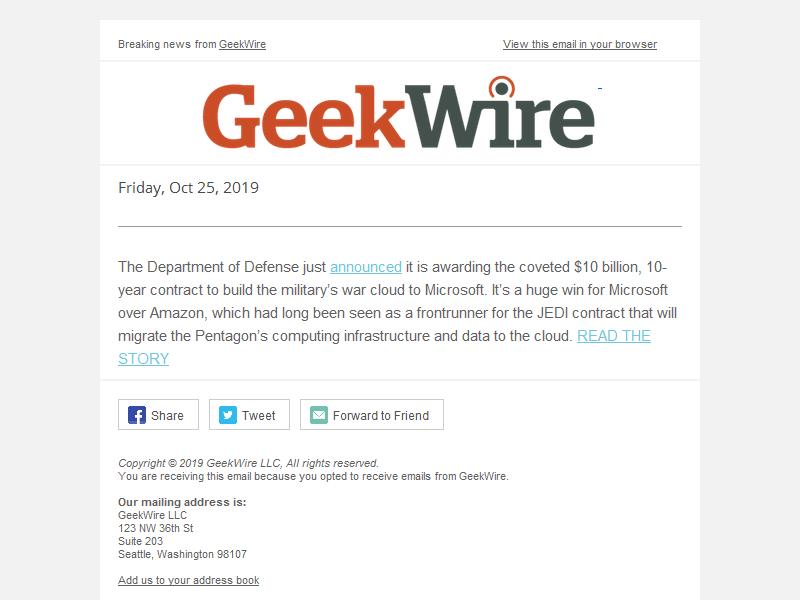 Breaking news from GeekWire
View this email in your browser
GeekWire
Friday, Oct 25, 2019
The Department of Defense just announced it is awarding the coveted $10 billion, 10-
year contract to build the military’s war cloud to Microsoft. It’s a huge win for Microsoft
over Amazon, which had long been seen as a frontrunner for the JEDI contract that will
migrate the Pentagon’s computing infrastructure and data to the cloud. READ THE
STORY
Share
Tweet
Forward to Friend
Copyright © 2019 GeekWire LLC, All rights reserved.
You are receiving this email because you opted to receive emails from GeekWire.
Our mailing address is:
GeekWire LLC
123 NW 36th St
Suite 203
Seattle, Washington 98107
Add us to your address book